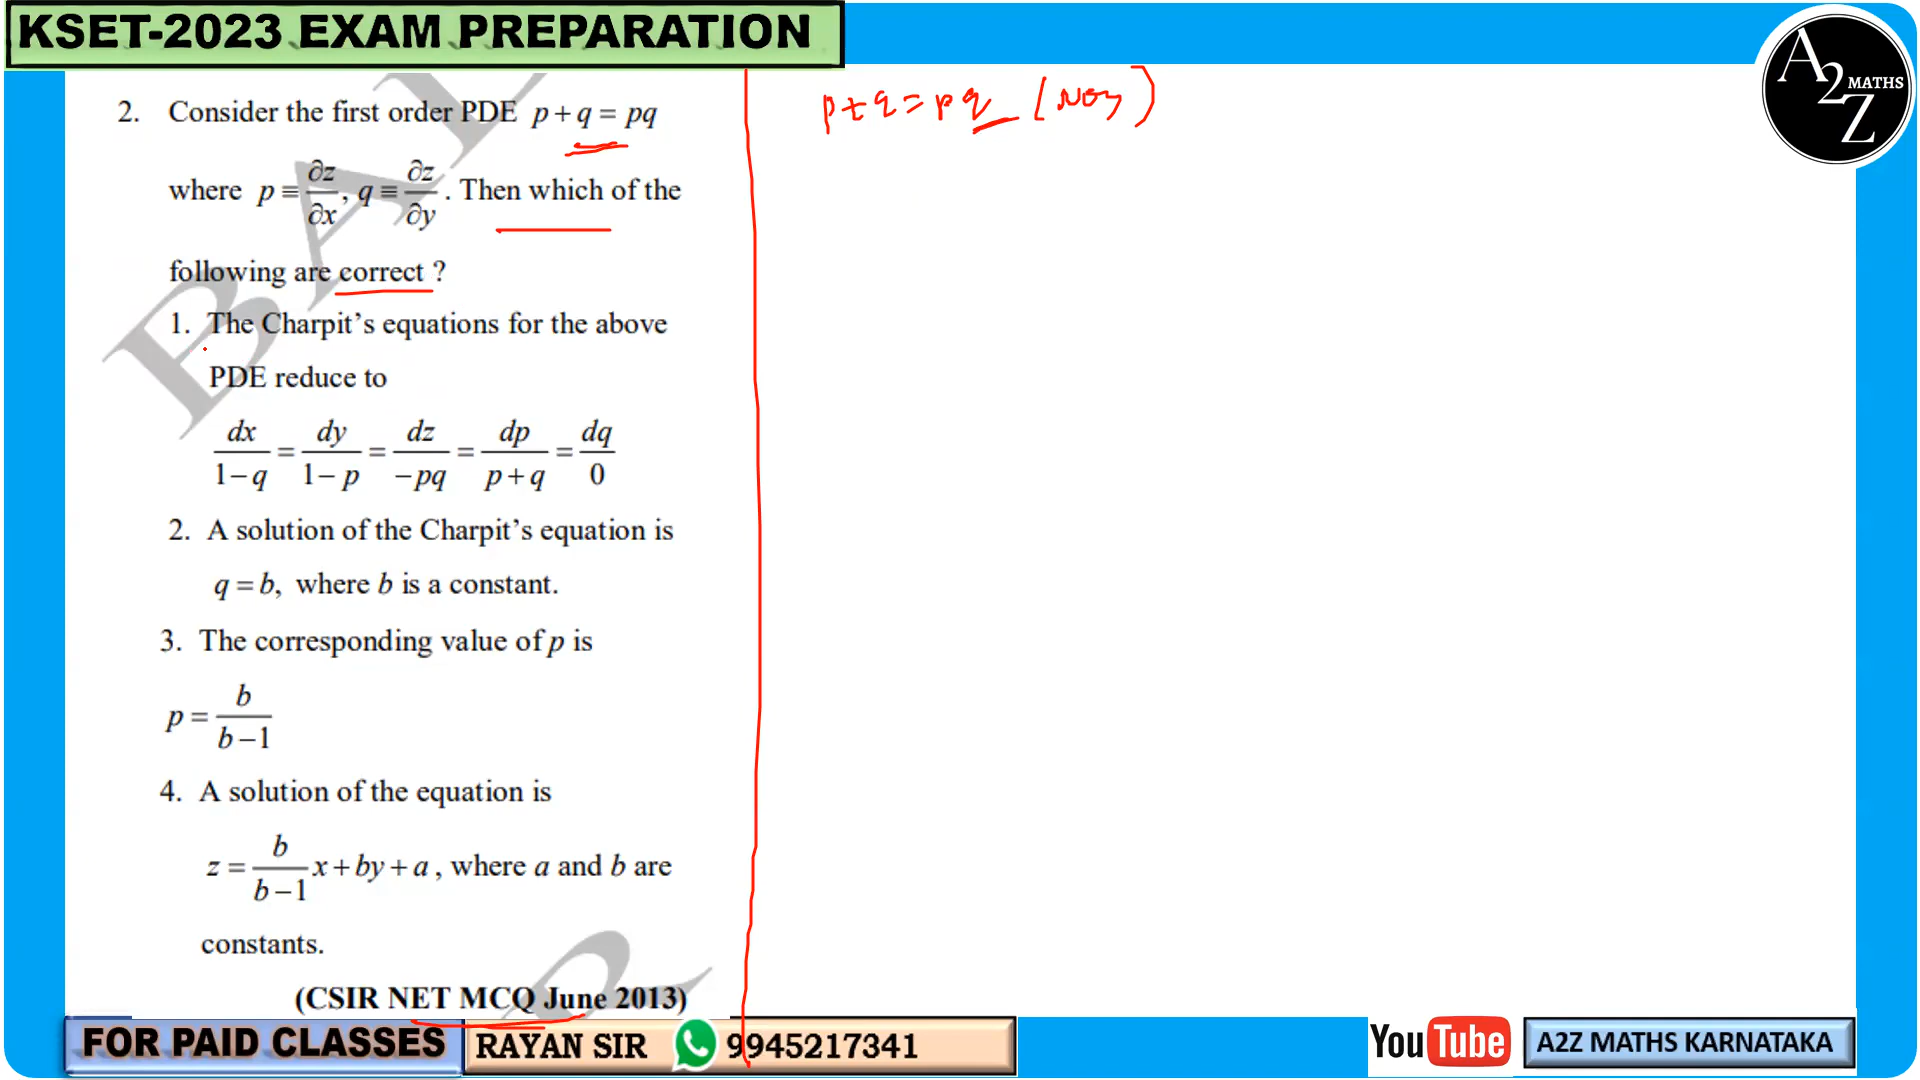 KSET-2023 EXAM PREPARATION
A2Z MATHS
2. Consider the first order PDE p + q = pq
where p ≡ ∂z/∂x, q ≡ ∂z/∂y. Then which of the
following are correct ?
1. The Charpit's equations for the above
PDE reduce to
dx/(1−q) = dy/(1−p) = dz/(−pq) = dp/(p+q) = dq/0
2. A solution of the Charpit's equation is
q = b, where b is a constant.
3. The corresponding value of p is
p = b/(b−1)
4. A solution of the equation is
z = b/(b−1) x + by + a, where a and b are
constants.
(CSIR NET MCQ June 2013)
p+q=pq
FOR PAID CLASSES
RAYAN SIR 9945217341
YouTube
A2Z MATHS KARNATAKA